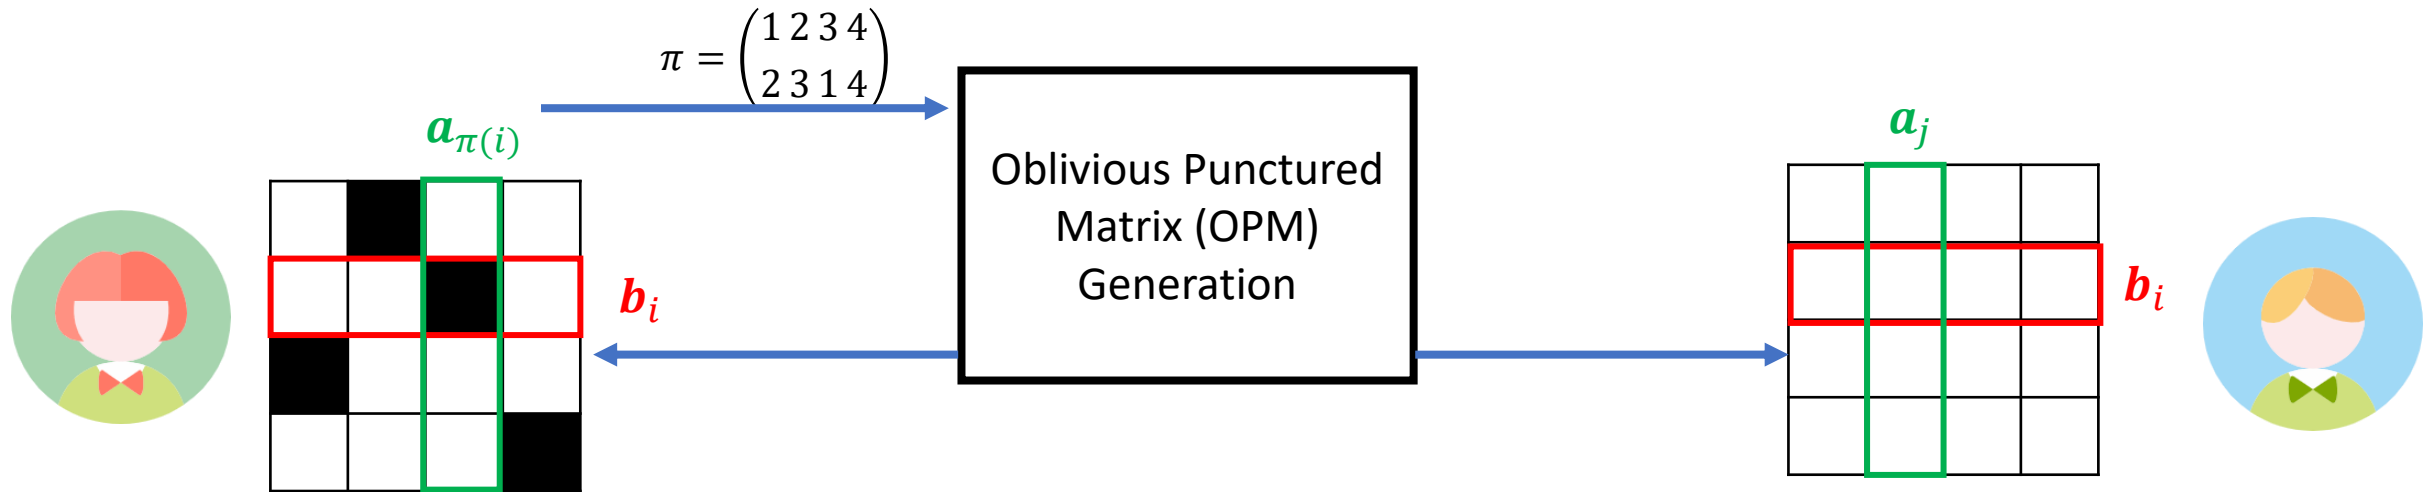 π = (1 2 3 4
2 3 1 4)
a_π(i)
b_i
Oblivious Punctured
Matrix (OPM)
Generation
a_j
b_i